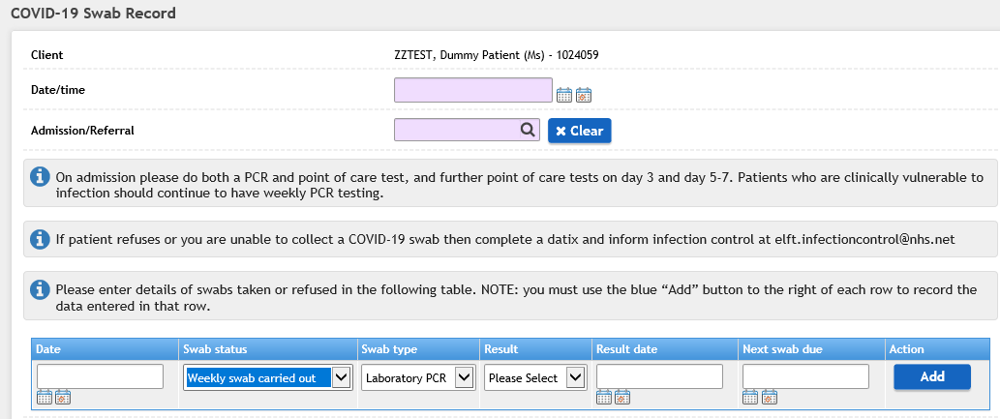 COVID-19 Swab Record
Client ZZTEST, Dummy Patient (Ms) - 1024059
Date/time
Admission/Referral Clear
On admission please do both a PCR and point of care test, and further point of care tests on day 3 and day 5-7. Patients who are clinically vulnerable to
infection should continue to have weekly PCR testing.
If patient refuses or you are unable to collect a COVID-19 swab then complete a datix and inform infection control at elft.infectioncontrol@nhs.net
Please enter details of swabs taken or refused in the following table. NOTE: you must use the blue “Add” button to the right of each row to record the
data entered in that row.
Date Swab status Swab type Result Result date Next swab due Action
Weekly swab carried out Laboratory PCR Please Select Add